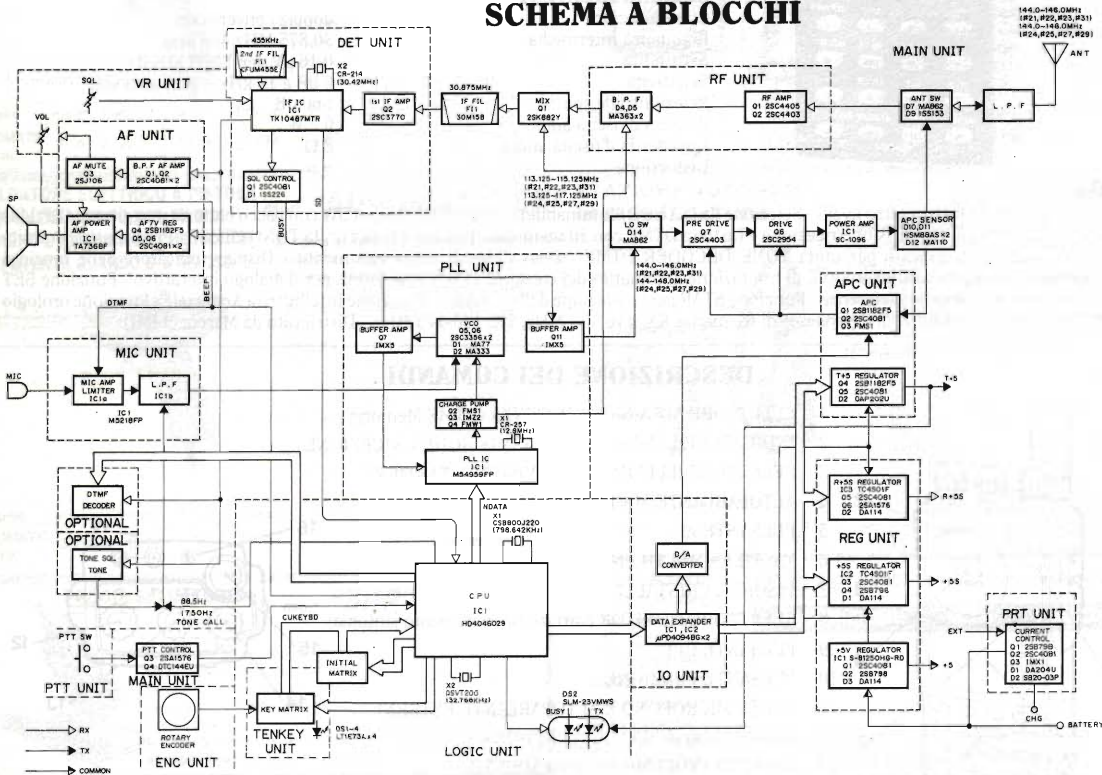 SCHEMA A BLOCCHI
144.0~146.0MHz
(#21,#22,#23,#31)
144.0~148.0MHz
(#24,#25,#27,#29)
ANT
DET UNIT
MAIN UNIT
RF UNIT
VR UNIT
SQL
VOL
455KHz
2nd IF FIL
FI1
CFUM455E
X2
CR-214
(30.42MHz)
IF IC
IC1
TK10487MTR
1st IF AMP
Q2
2SC3770
30.875MHz
IF FIL
FI1
30M15B
MIX
Q1
2SK882Y
B. P. F
D4,D5
MA363x2
RF AMP
Q1 2SC4405
Q2 2SC4403
ANT SW
D7 MA862
D9 1SS153
L. P. F
AF UNIT
AF MUTE
Q3
2SJ106
B.P.F AF AMP
Q1,Q2
2SC4081x2
SQL CONTROL
Q1 2SC4081
D1 1SS226
BUSY
SD
SP
AF POWER
AMP
IC1
TA7368F
AF7V REG
Q4 2SB1182F5
Q5,Q6
2SC4081x2
113.125~115.125MHz
(#21,#22,#23,#31)
113.125~117.125MHz
(#24,#25,#27,#29)
LO SW
D14
MA862
PRE DRIVE
Q7
2SC4403
DRIVE
Q6
2SC2954
POWER AMP
IC1
SC-1096
APC SENSOR
D10,D11
HSM88ASx2
D12 MA110
144.0~146.0MHz
(#21,#22,#23,#31)
144~148.0MHz
(#24,#25,#27,#29)
DTMF
BEEP
PLL UNIT
BUFFER AMP
Q7
IMX5
VCO
Q5,Q6
2SC3356x2
D1 MA77
D2 MA333
BUFFER AMP
Q11
IMX5
APC UNIT
APC
Q1 2SB1182F5
Q2 2SC4081
Q3 FMS1
MIC UNIT
MIC
MIC AMP
LIMITER
IC1a
L. P. F
IC1b
IC1
M5218FP
CHARGE PUMP
Q2 FMS1
Q3 IMZ2
Q4 FMW1
X1
CR-257
(12.8MHz)
PLL IC
IC1
M54959FP
T+5 REGULATOR
Q4 2SB1182F5
Q5 2SC4081
D2 DAP202U
T+5
DTMF
DECODER
OPTIONAL
OPTIONAL
TONE SQL
TONE
NDATA
X1
CSB800J220
(798.642KHz)
D/A
CONVERTER
R+5S REGULATOR
IC3 TC4S01F
Q5 2SC4081
Q6 2SA1576
D2 DA114
R+5S
REG UNIT
88.5Hz
(1750Hz
TONE CALL)
CPU
IC1
HD4046029
DATA EXPANDER
IC1,IC2
µPD4094BGx2
+5S REGULATOR
IC2 TC4S01F
Q3 2SC4081
Q4 2SB798
D1 DA114
+5S
PRT UNIT
PTT SW
PTT CONTROL
Q3 2SA1576
Q4 DTC144EU
PTT UNIT
MAIN UNIT
CUKEYBD
INITIAL
MATRIX
X2
QSVT200
(32.768KHz)
IO UNIT
+5V REGULATOR
IC1 S-81250HG-RD
Q1 2SC4081
Q2 2SB798
D3 DA114
+5
EXT
CURRENT
CONTROL
Q1 2SB798
Q2 2SC4081
Q3 IMX1
D1 DA204U
D2 SB20-03P
CHG
BATTERY
ROTARY
ENCODER
ENC UNIT
KEY MATRIX
TENKEY
UNIT
DS1-4
LT1E73Ax4
DS2
SLM-23VMWS
BUSY
TX
LOGIC UNIT
RX
TX
COMMON